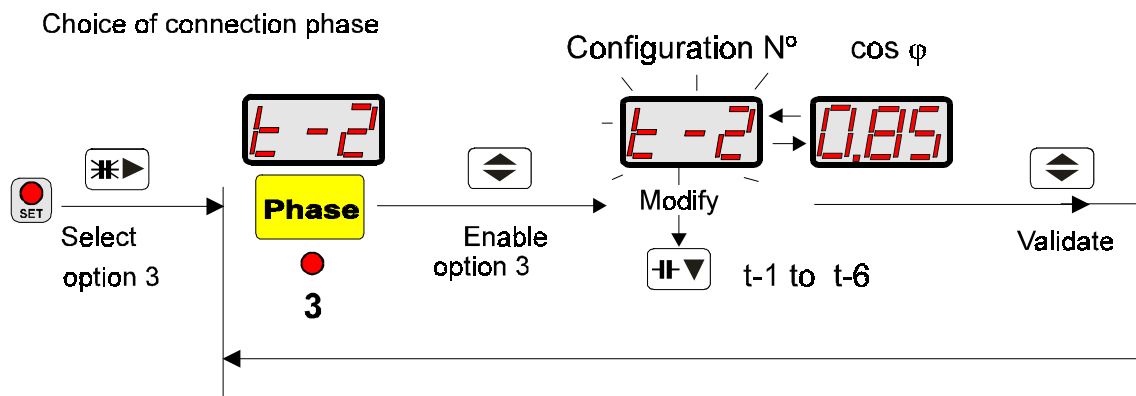 Choice of connection phase
Configuration Nº cos φ
t -2
t -2
0.85
SET
Phase
Modify
Select
option 3
Enable
option 3
Validate
t-1 to t-6
3